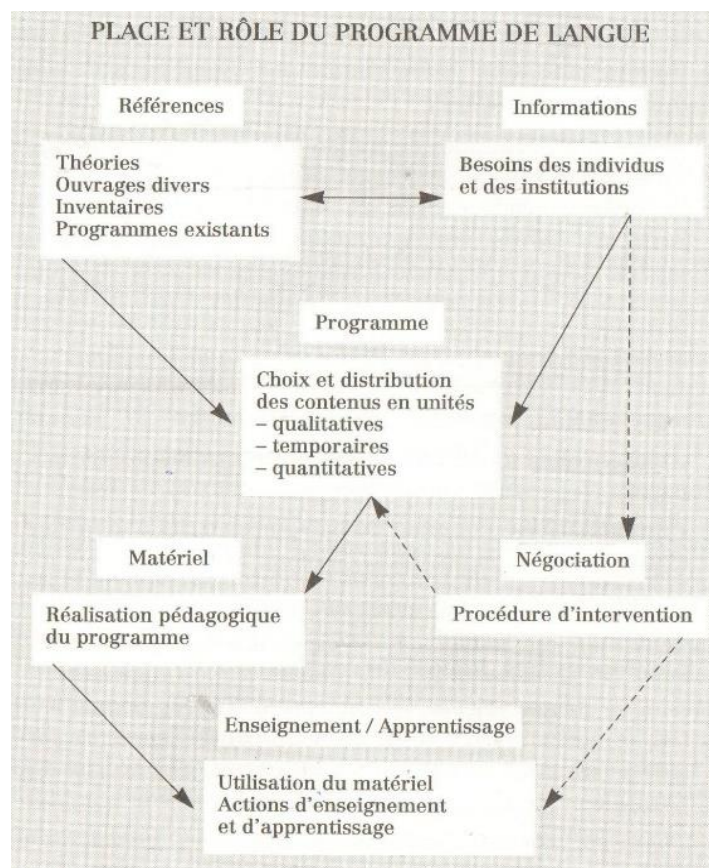 PLACE ET RÔLE DU PROGRAMME DE LANGUE
Références
Informations
Théories
Ouvrages divers
Inventaires
Programmes existants
Besoins des individus
et des institutions
Programme
Choix et distribution
des contenus en unités
– qualitatives
– temporaires
– quantitatives
Matériel
Négociation
Réalisation pédagogique
du programme
Procédure d'intervention
Enseignement / Apprentissage
Utilisation du matériel
Actions d'enseignement
et d'apprentissage